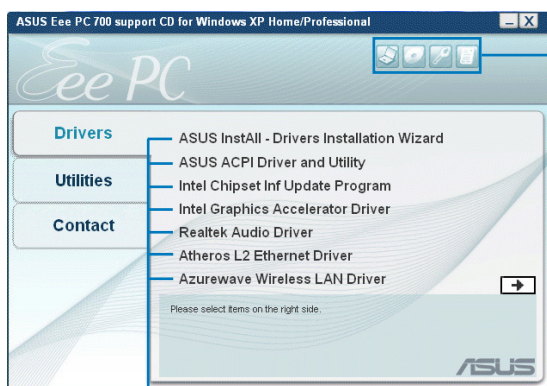 ASUS Eee PC 700 support CD for Windows XP Home/Professional
Eee PC
Drivers
Utilities
Contact
ASUS InstAll - Drivers Installation Wizard
ASUS ACPI Driver and Utility
Intel Chipset Inf Update Program
Intel Graphics Accelerator Driver
Realtek Audio Driver
Atheros L2 Ethernet Driver
Azurewave Wireless LAN Driver
Please select items on the right side.
ASUS